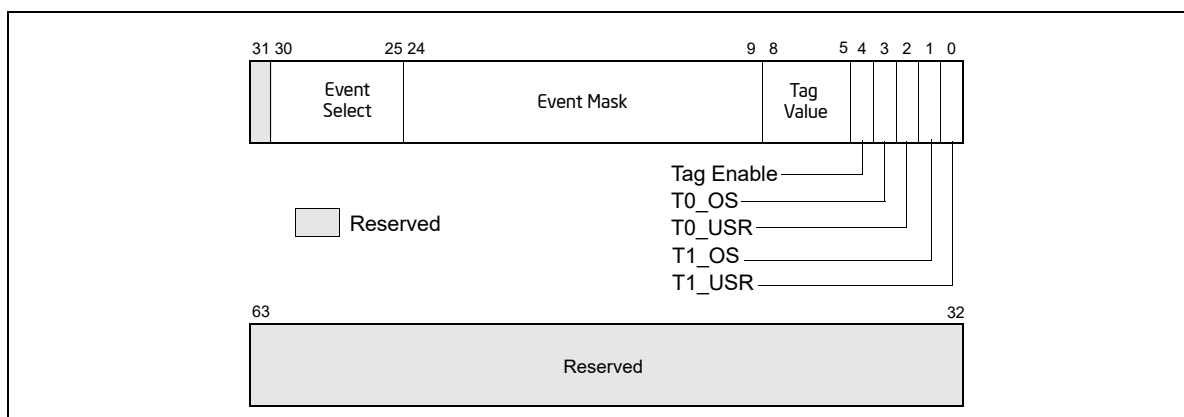 31 30 25 24 9 8 5 4 3 2 1 0
Event Select
Event Mask
Tag Value
Tag Enable
T0_OS
T0_USR
T1_OS
T1_USR
Reserved
63 32
Reserved